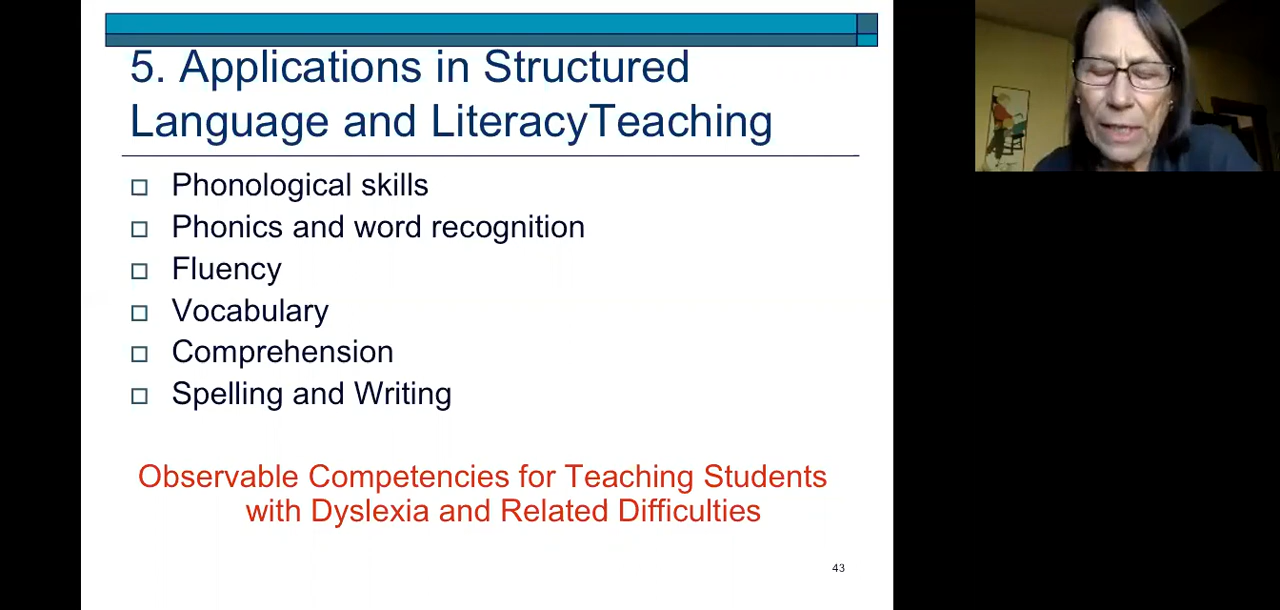 5. Applications in Structured
Language and LiteracyTeaching
Phonological skills
Phonics and word recognition
Fluency
Vocabulary
Comprehension
Spelling and Writing
Observable Competencies for Teaching Students
with Dyslexia and Related Difficulties
43